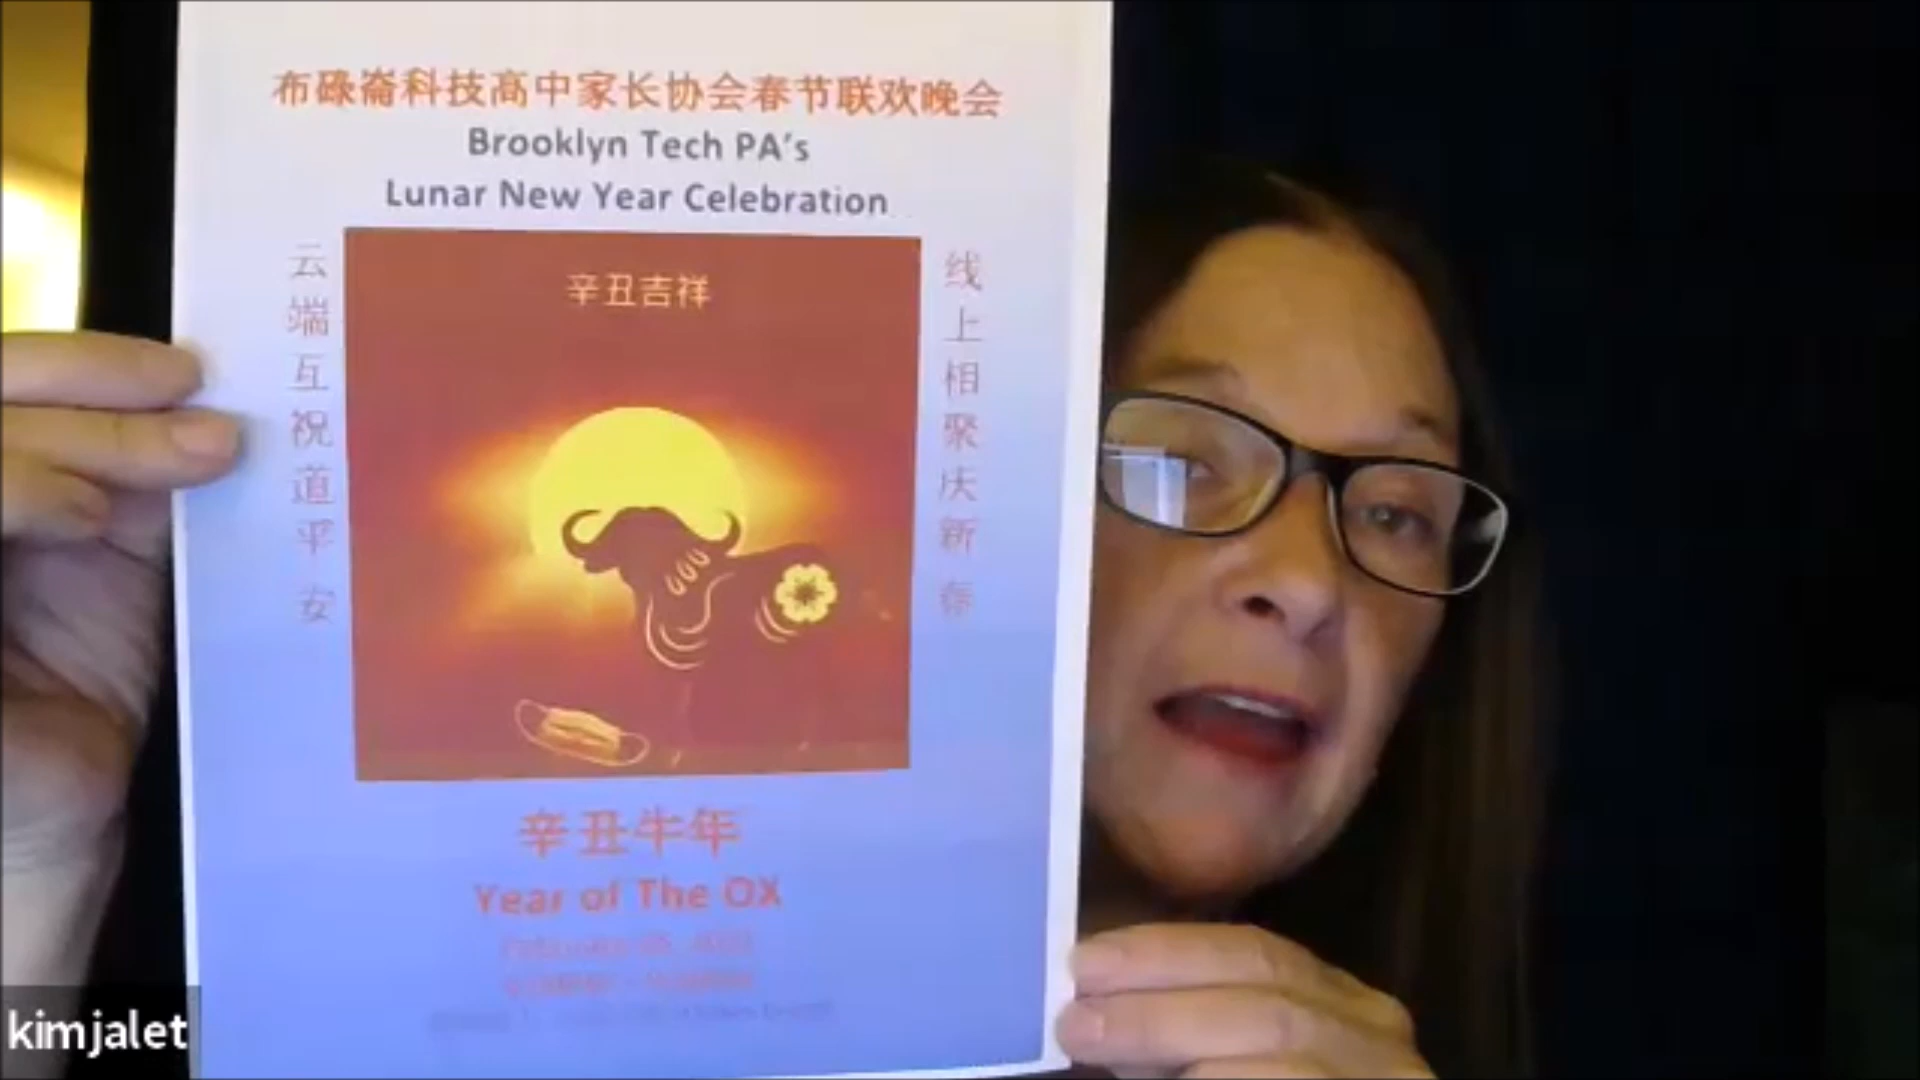 布碌崙科技高中家长协会春节联欢晚会
Brooklyn Tech PA's
Lunar New Year Celebration
云端互祝道平安
辛丑吉祥
线上相聚庆新春
辛丑牛年
Year of The OX
kimjalet